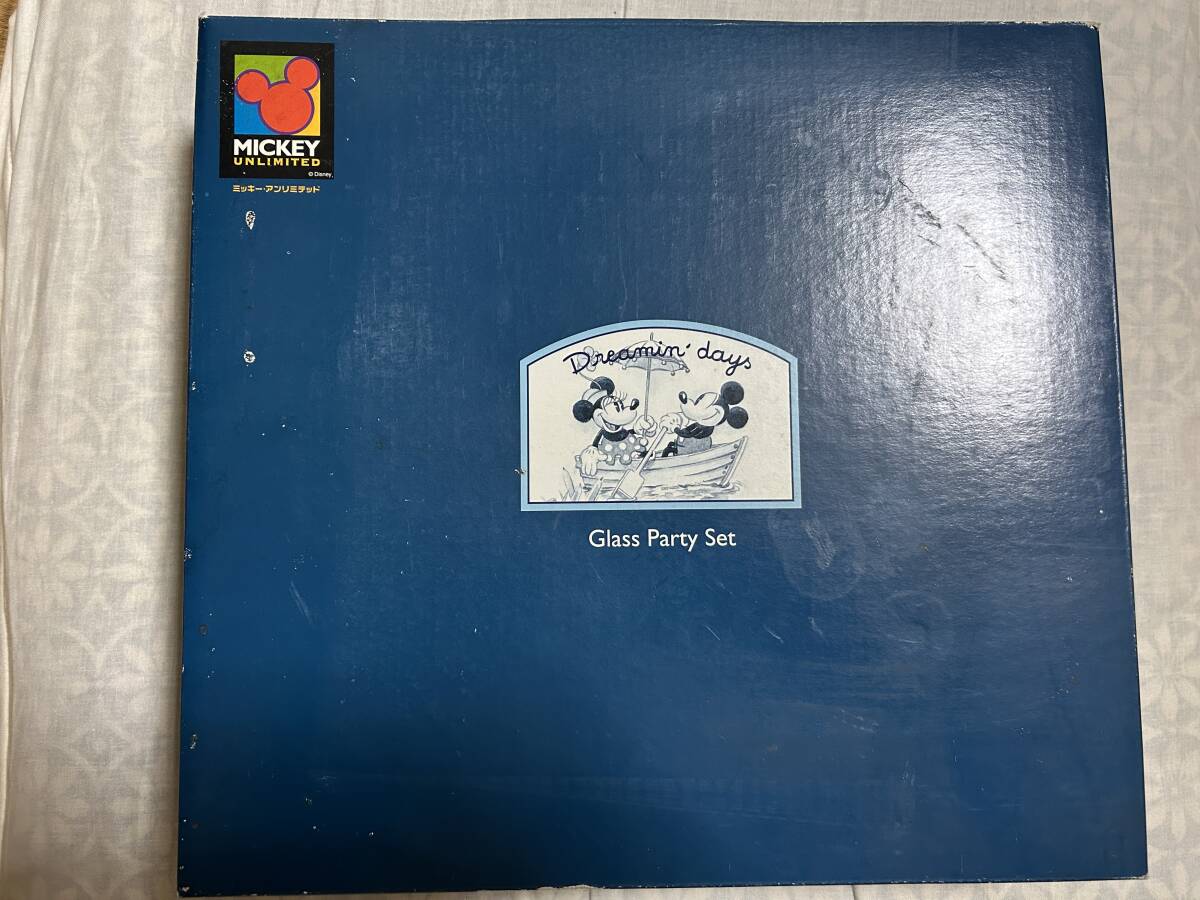 MICKEY
UNLIMITED
© Disney
ミッキー・アンリミテッド
Dreamin' days
Glass Party Set